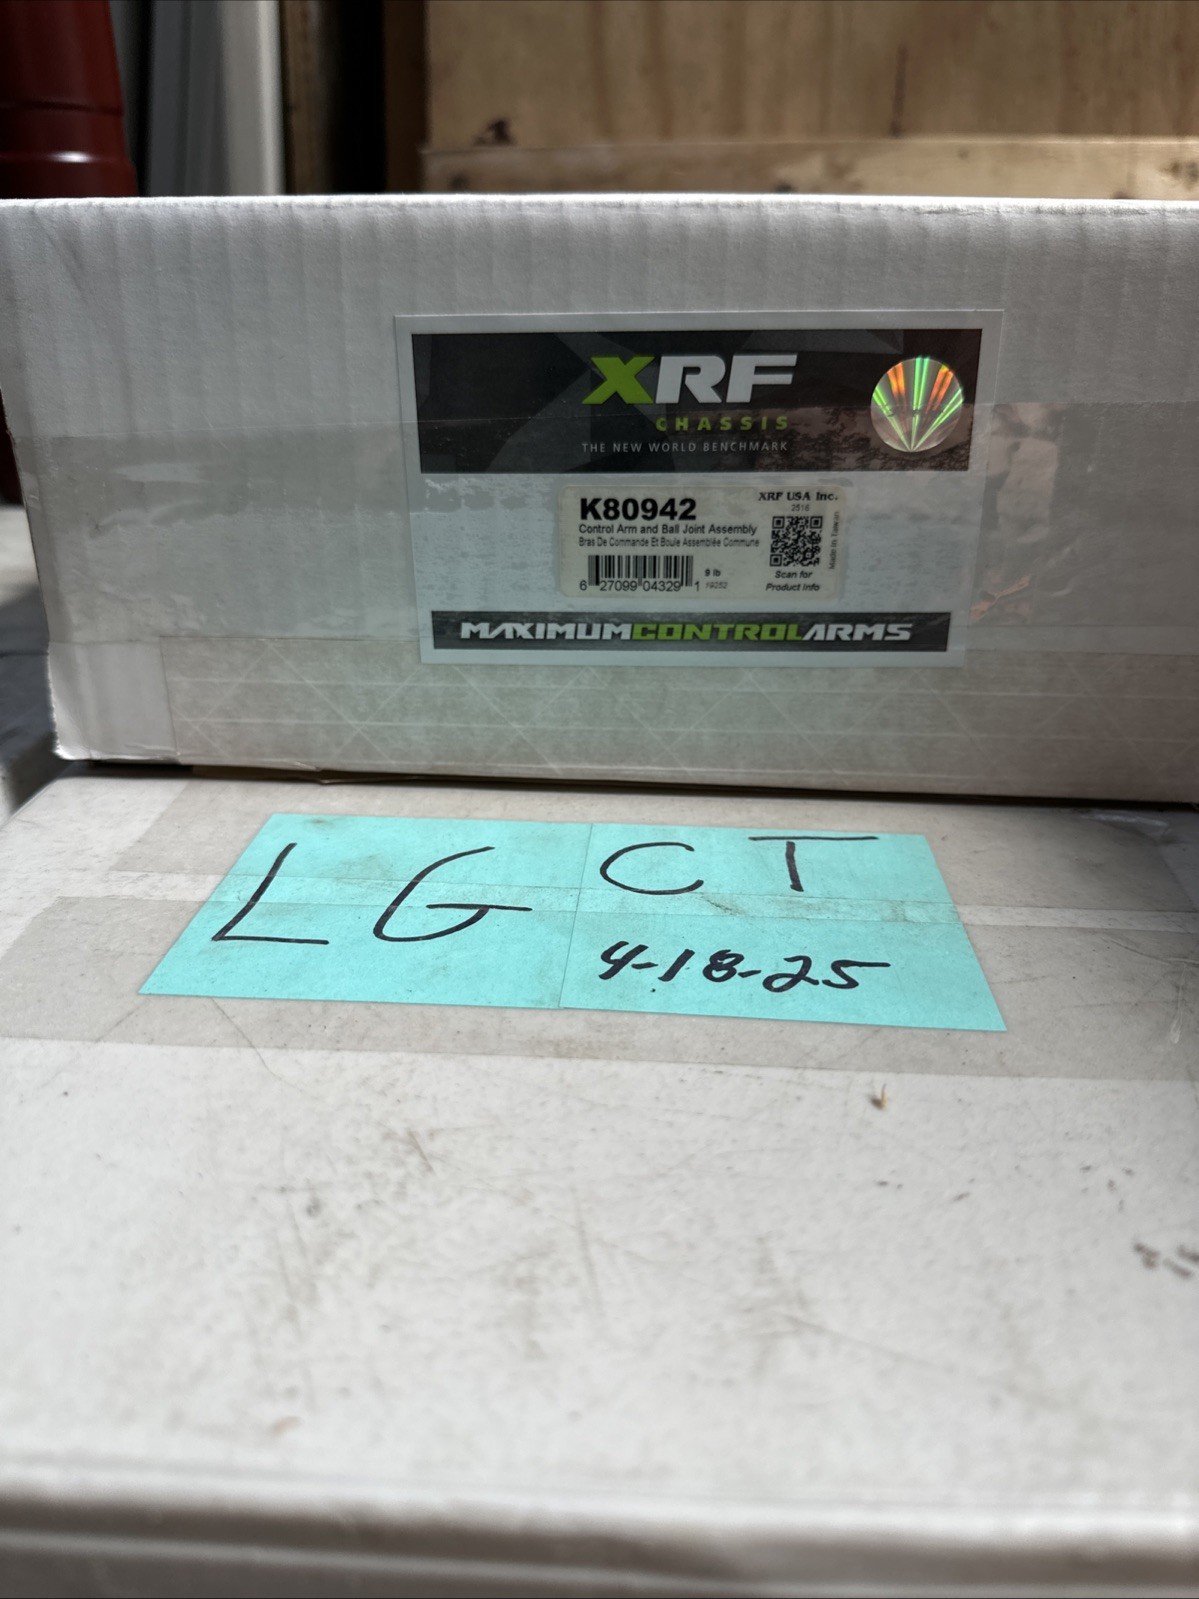 XRF
CHASSIS
THE NEW WORLD BENCHMARK
K80942
XRF USA Inc.
2516
Control Arm and Ball Joint Assembly
Bras De Commande Et Boule Assemblée Commune
Made in Taiwan
9 lb
6 27099 04329 1
19252
Scan for
Product Info
MAXIMUMCONTROLARMS
LG CT
4-18-25